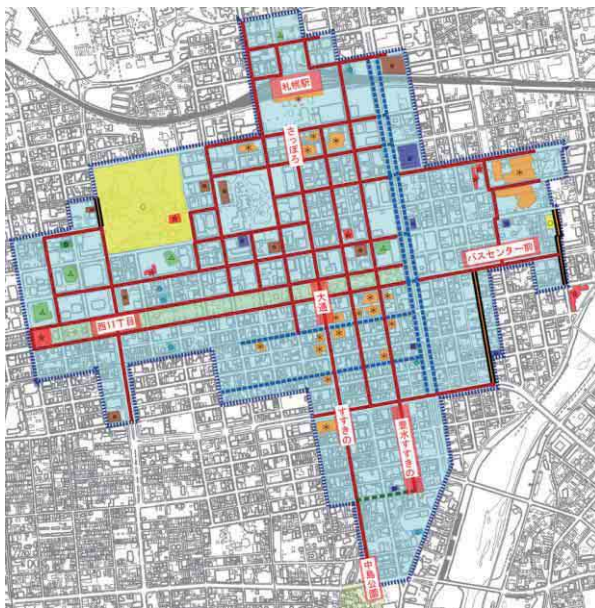 札幌駅
さっぽろ
バスセンター前
大通
西11丁目
すすきの
豊水すすきの
中島公園